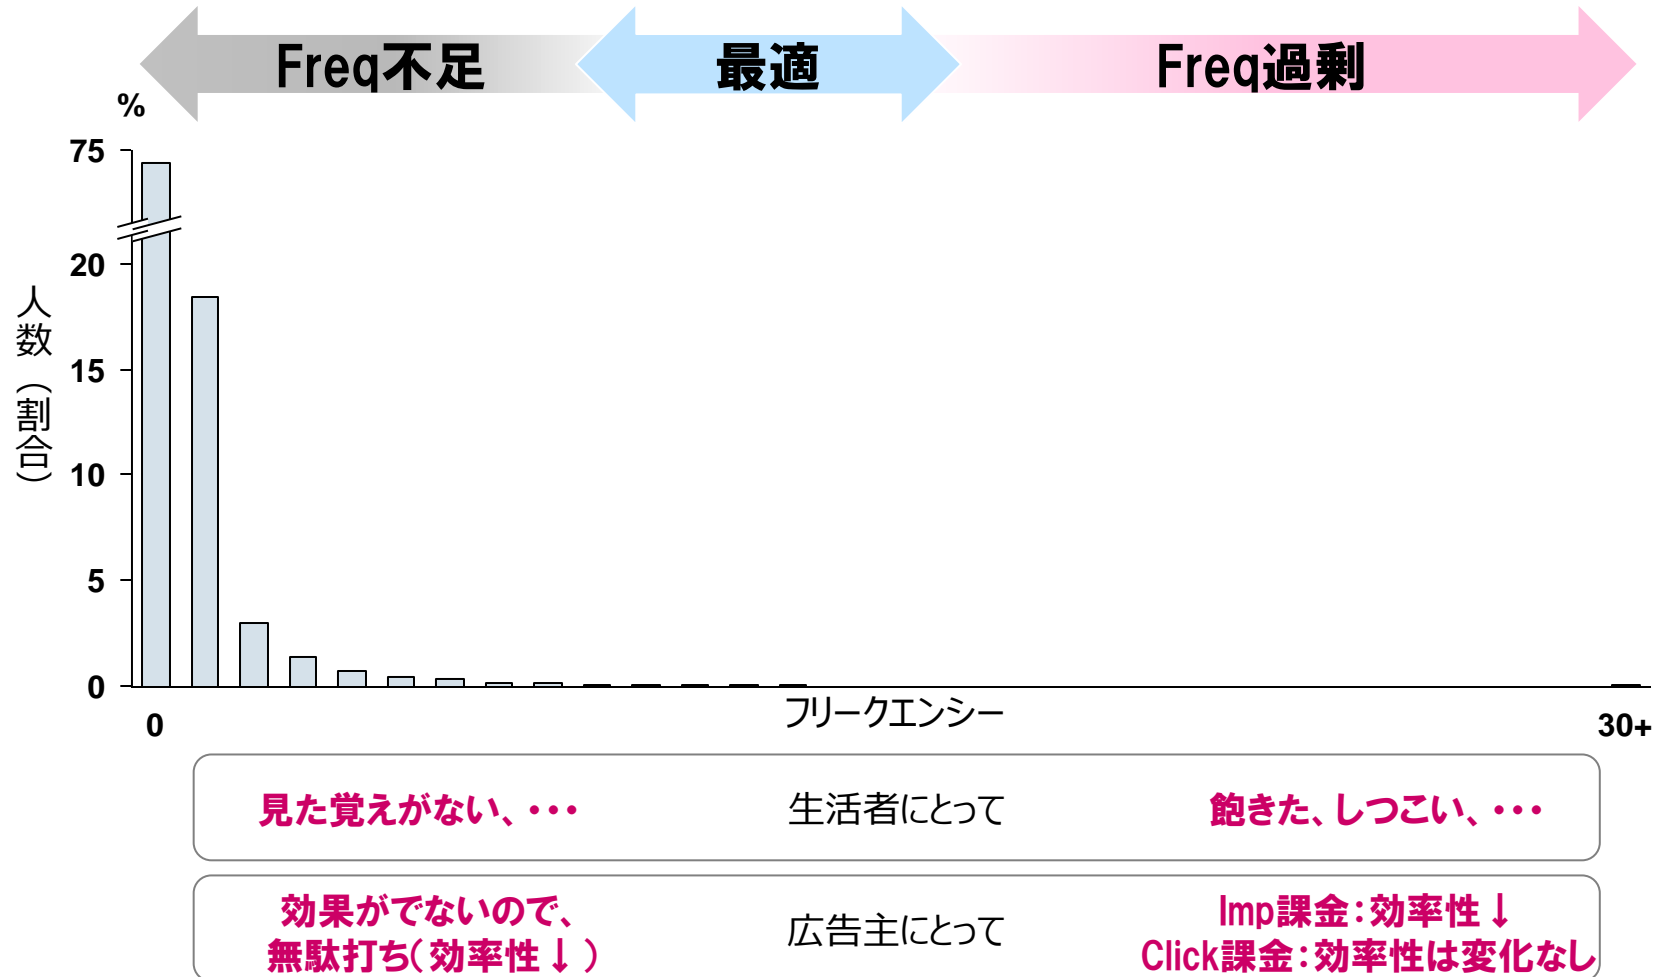 Freq不足
最適
Freq過剰
%
75
20
15
10
5
0
人数（割合）
0
フリークエンシー
30+
見た覚えがない、・・・
生活者にとって
飽きた、しつこい、・・・
効果がでないので、
無駄打ち（効率性↓）
広告主にとって
Imp課金：効率性↓
Click課金：効率性は変化なし